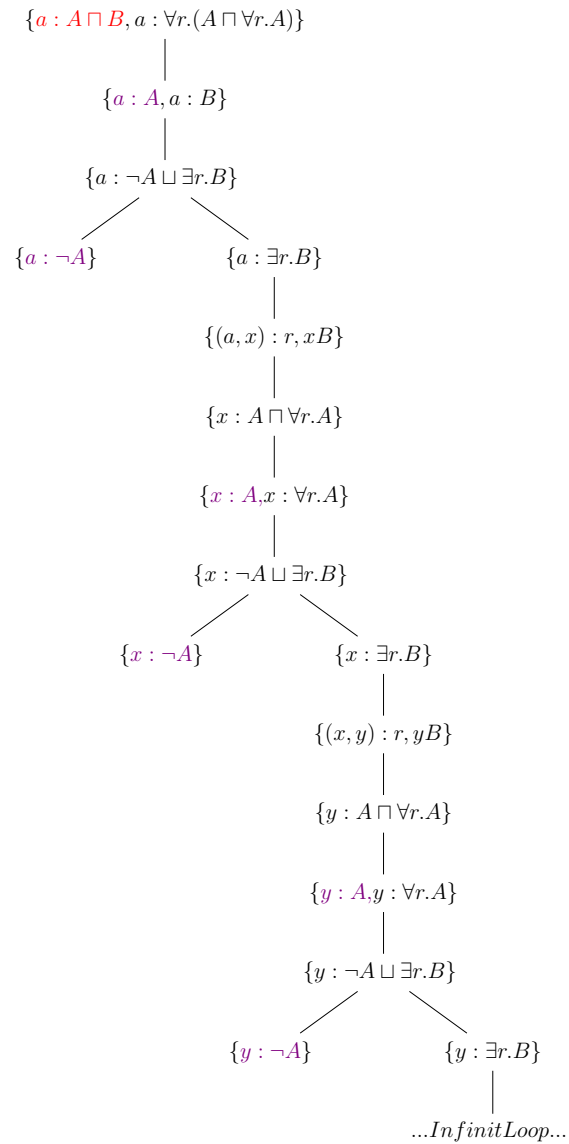 {a : A ⊓ B, a : ∀r.(A ⊓ ∀r.A)}
{a : A, a : B}
{a : ¬A ⊔ ∃r.B}
{a : ¬A} {a : ∃r.B}
{(a, x) : r, xB}
{x : A ⊓ ∀r.A}
{x : A, x : ∀r.A}
{x : ¬A ⊔ ∃r.B}
{x : ¬A} {x : ∃r.B}
{(x, y) : r, yB}
{y : A ⊓ ∀r.A}
{y : A, y : ∀r.A}
{y : ¬A ⊔ ∃r.B}
{y : ¬A} {y : ∃r.B}
...InfinitLoop...